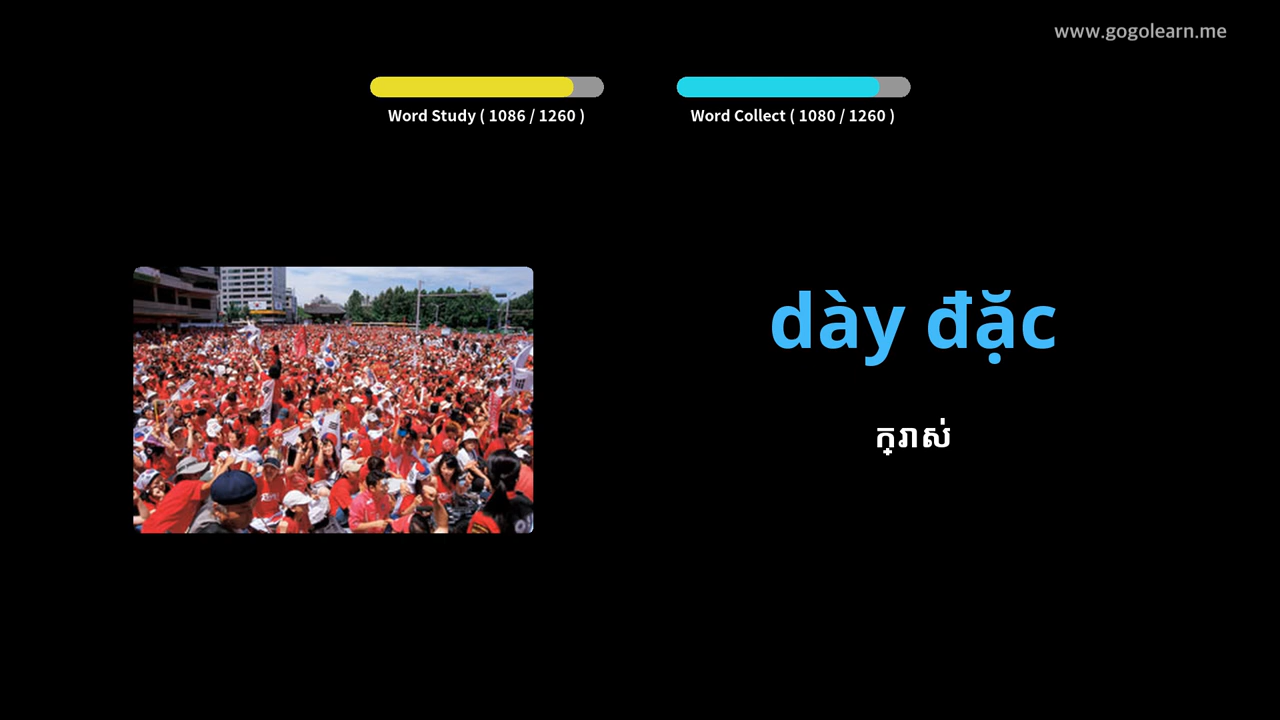 www.gogolearn.me
Word Study ( 1086 / 1260 )
Word Collect ( 1080 / 1260 )
dày đặc
ក្រាស់